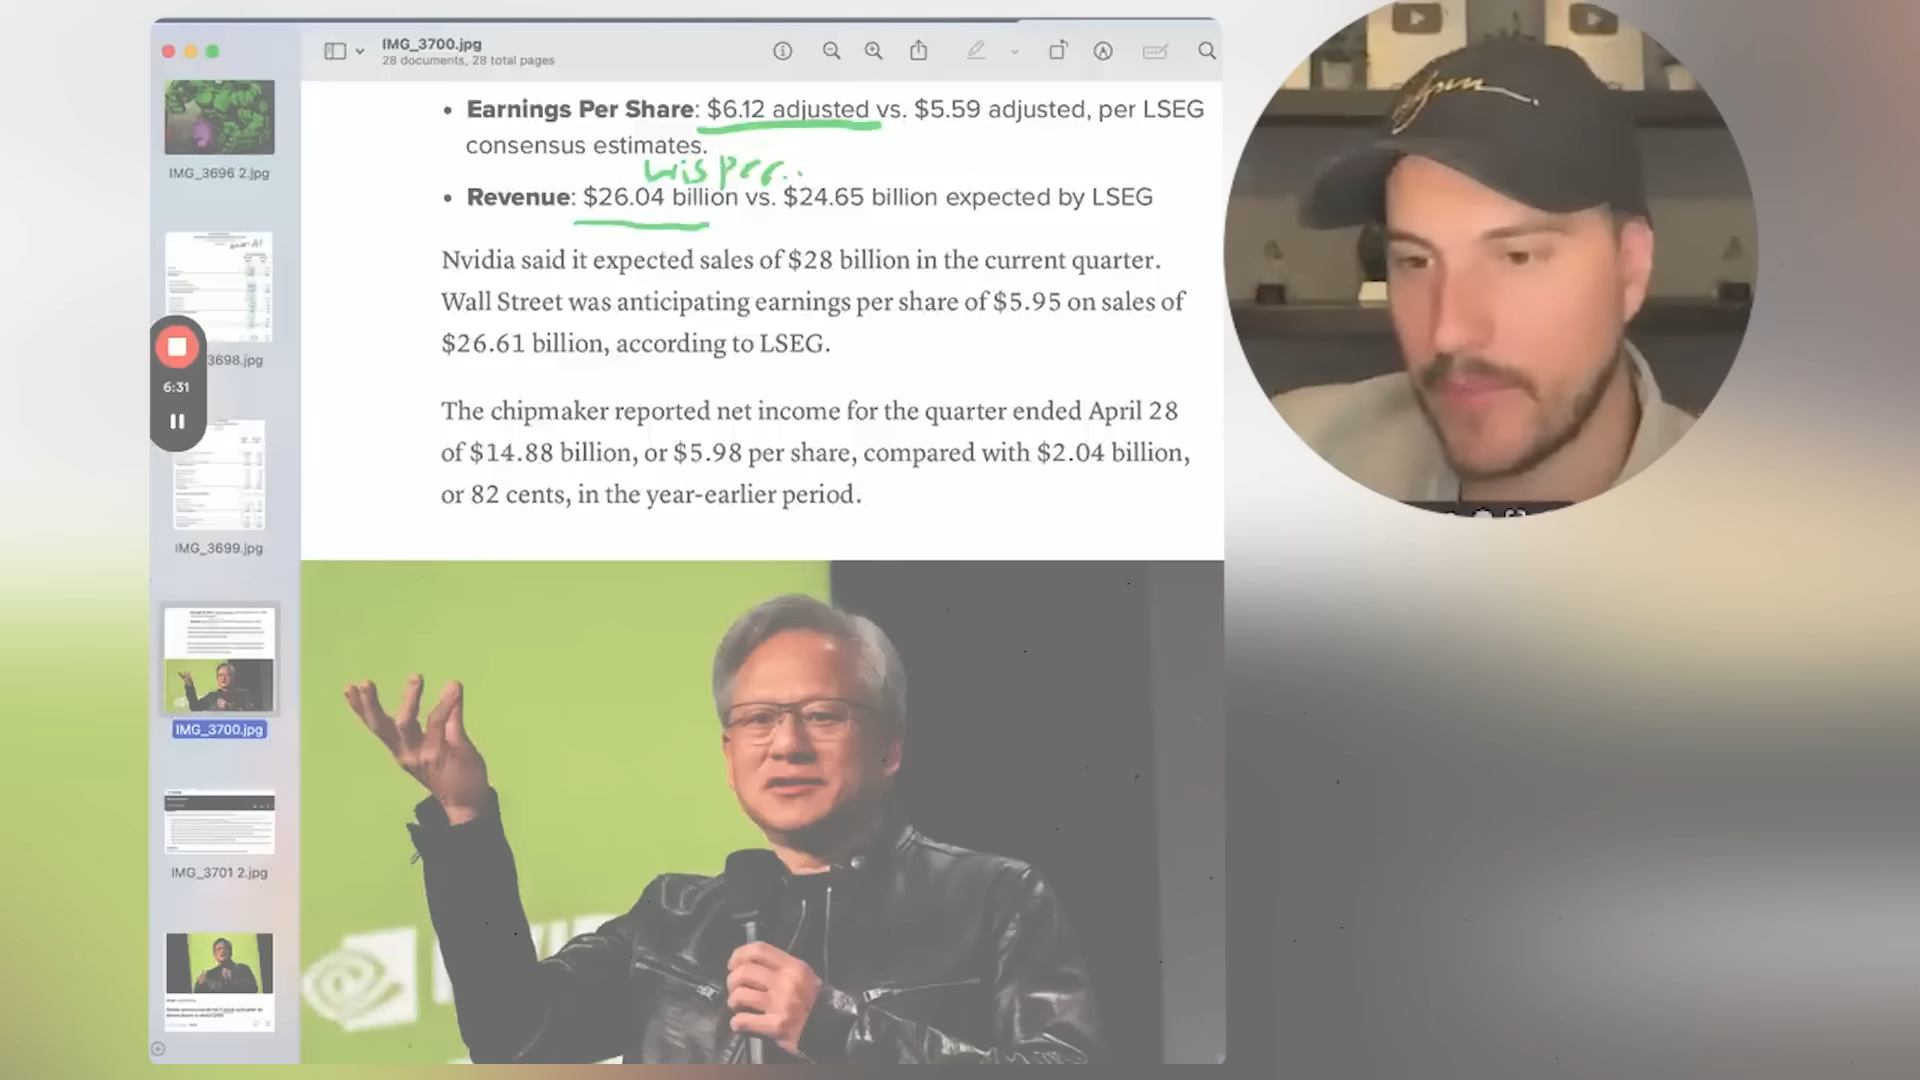 IMG_3700.jpg
28 documents, 28 total pages
• Earnings Per Share: $6.12 adjusted vs. $5.59 adjusted, per LSEG
consensus estimates.
wisper..
• Revenue: $26.04 billion vs. $24.65 billion expected by LSEG
Nvidia said it expected sales of $28 billion in the current quarter.
Wall Street was anticipating earnings per share of $5.95 on sales of
$26.61 billion, according to LSEG.
The chipmaker reported net income for the quarter ended April 28
of $14.88 billion, or $5.98 per share, compared with $2.04 billion,
or 82 cents, in the year-earlier period.
IMG_3696 2.jpg
3698.jpg
6:31
IMG_3699.jpg
IMG_3700.jpg
IMG_3701 2.jpg